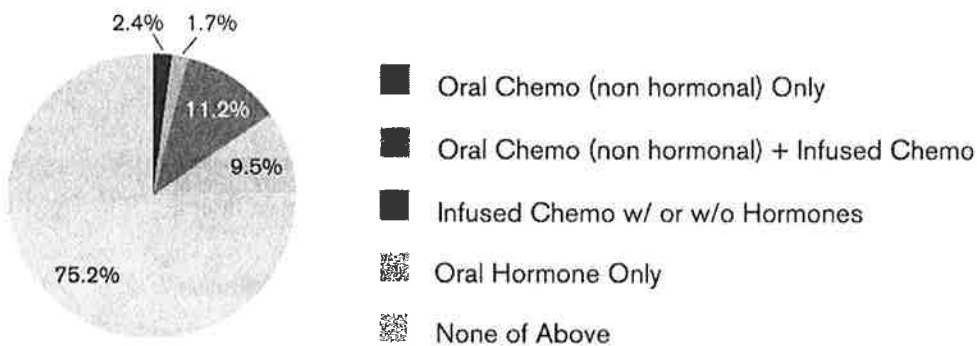 2.4% 1.7%
11.2%
9.5%
75.2%
Oral Chemo (non hormonal) Only
Oral Chemo (non hormonal) + Infused Chemo
Infused Chemo w/ or w/o Hormones
Oral Hormone Only
None of Above